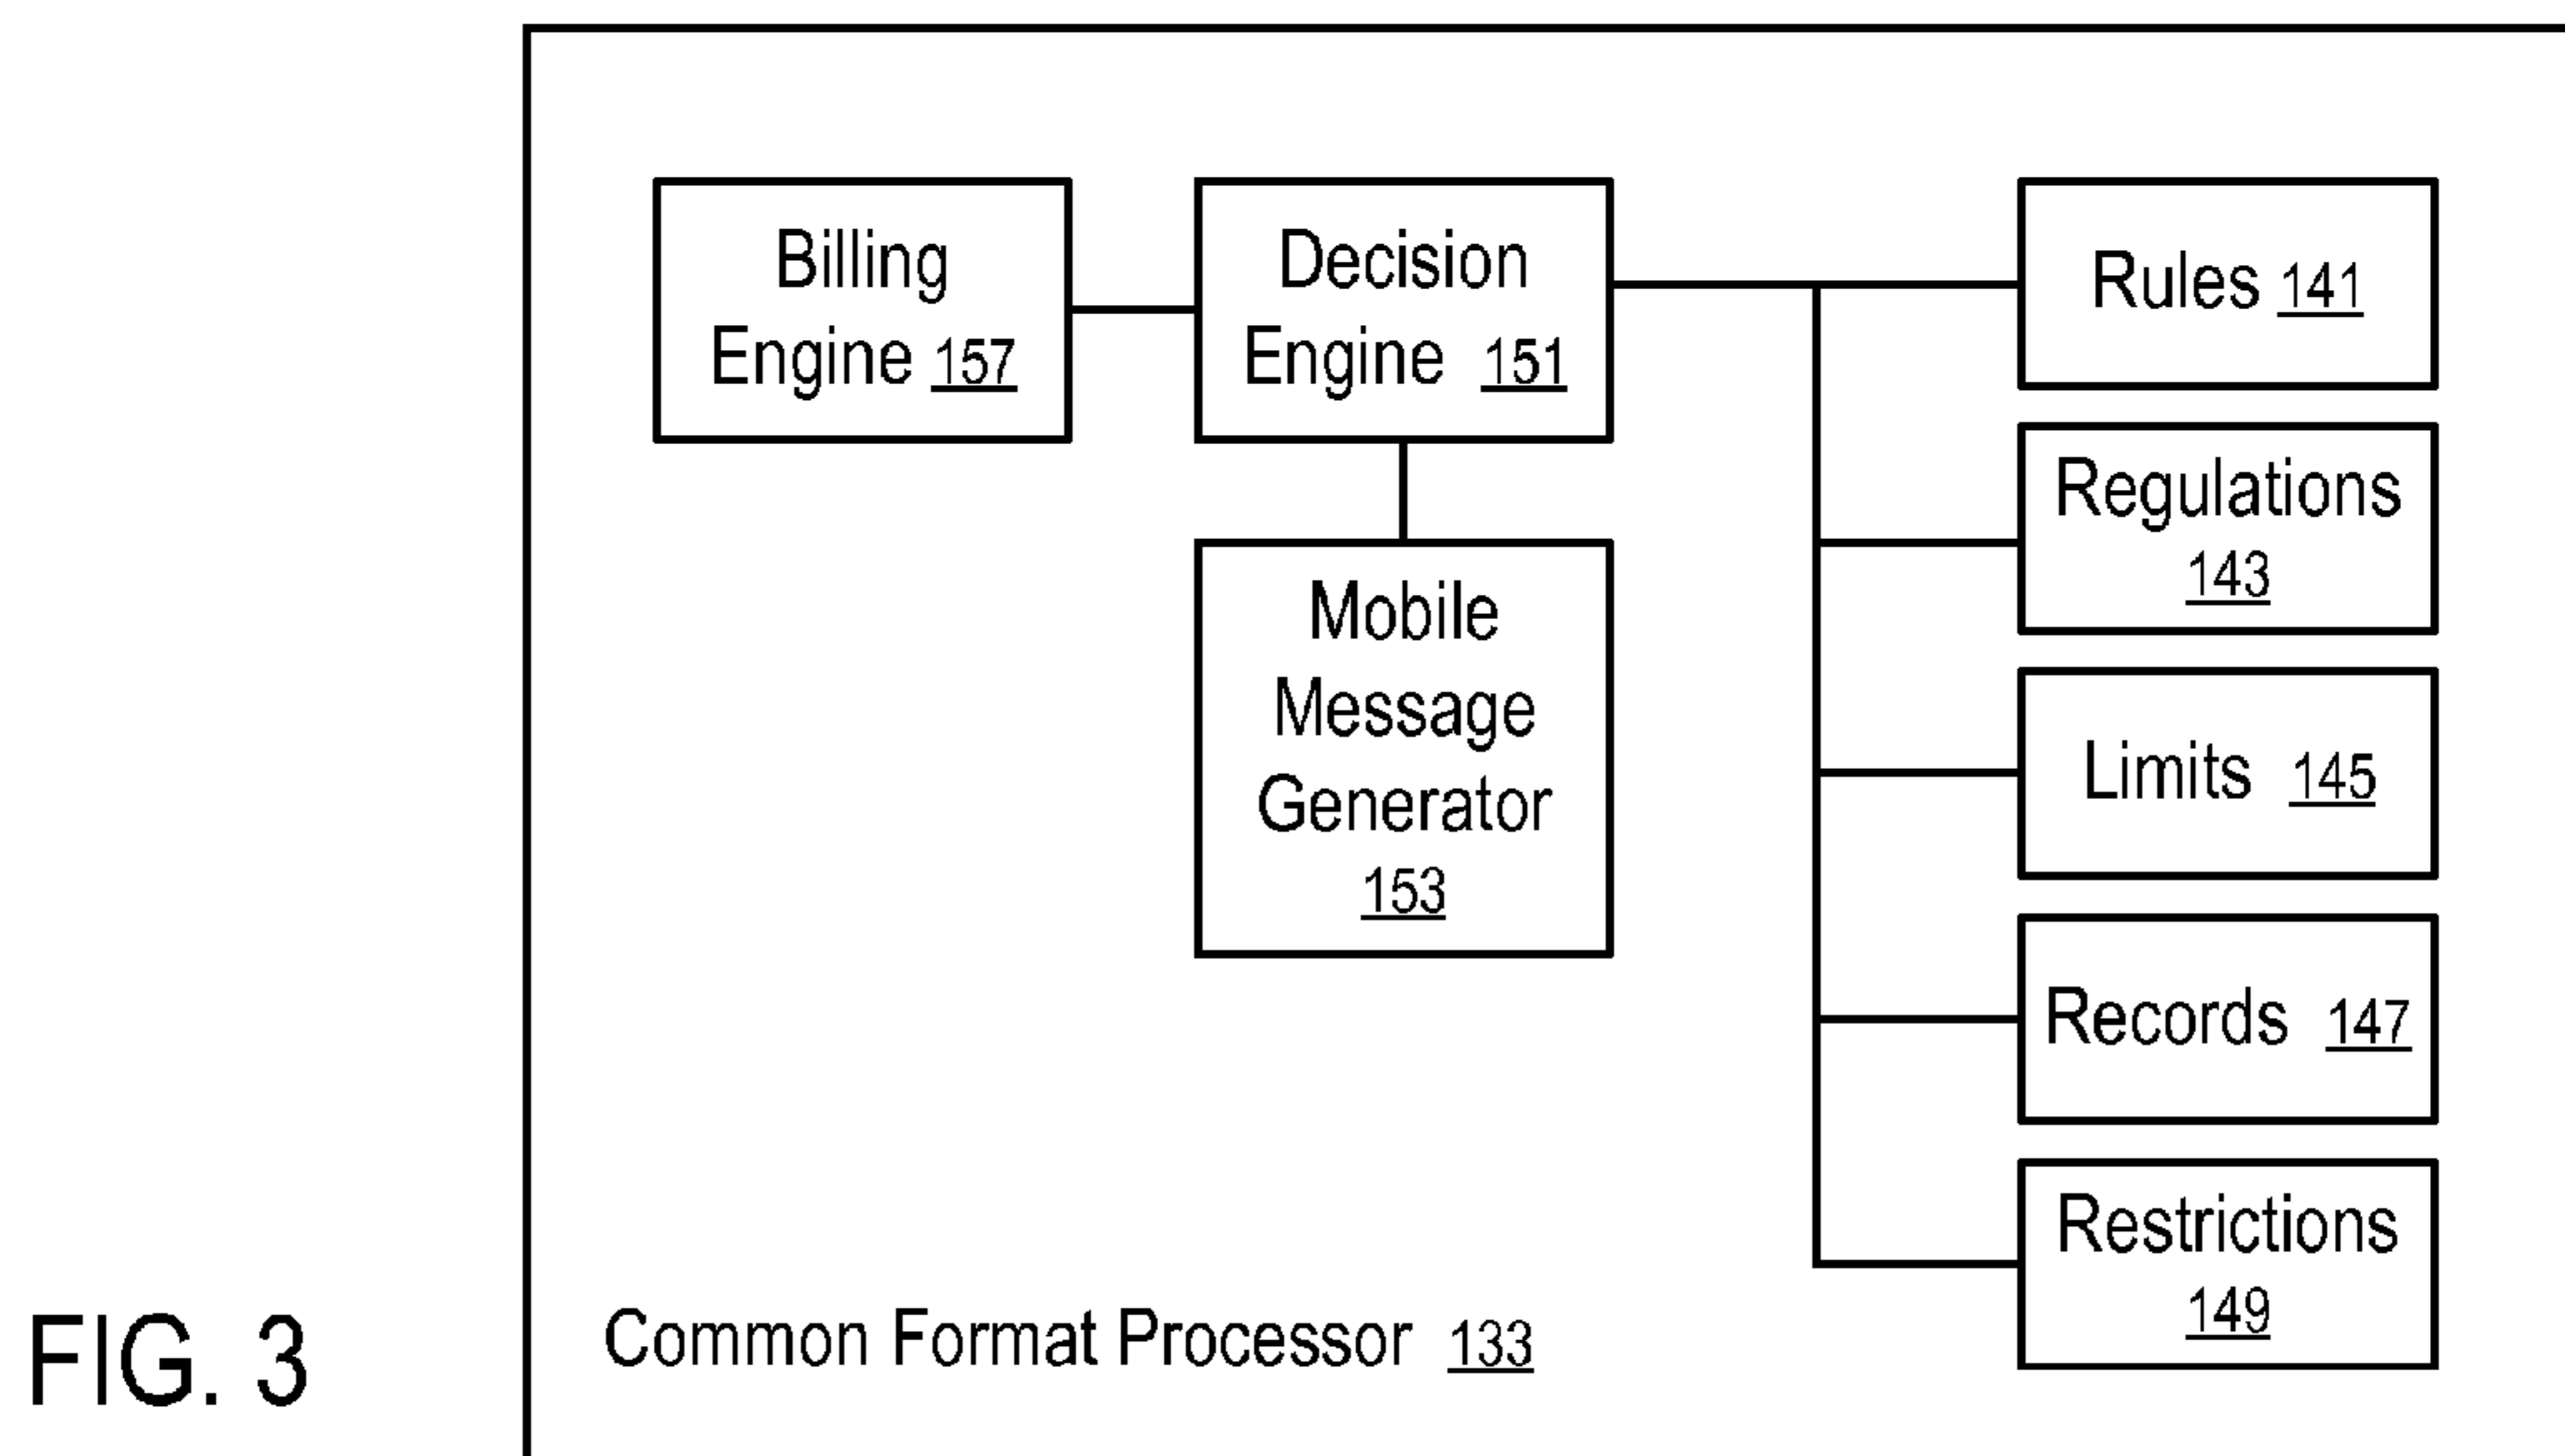 Billing
Engine 157
Decision
Engine 151
Rules 141
Regulations
143
Mobile
Message
Generator
153
Limits 145
Records 147
Restrictions
149
Common Format Processor 133
FIG. 3